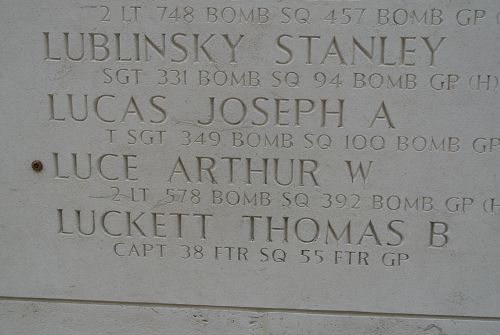 2 LT 748 BOMB SQ 457 BOMB GP
LUBLINSKY STANLEY
SGT 331 BOMB SQ 94 BOMB GP (H)
LUCAS JOSEPH A
T SGT 349 BOMB SQ 100 BOMB GP
LUCE ARTHUR W
2 LT 578 BOMB SQ 392 BOMB GP (H
LUCKETT THOMAS B
CAPT 38 FTR SQ 55 FTR GP